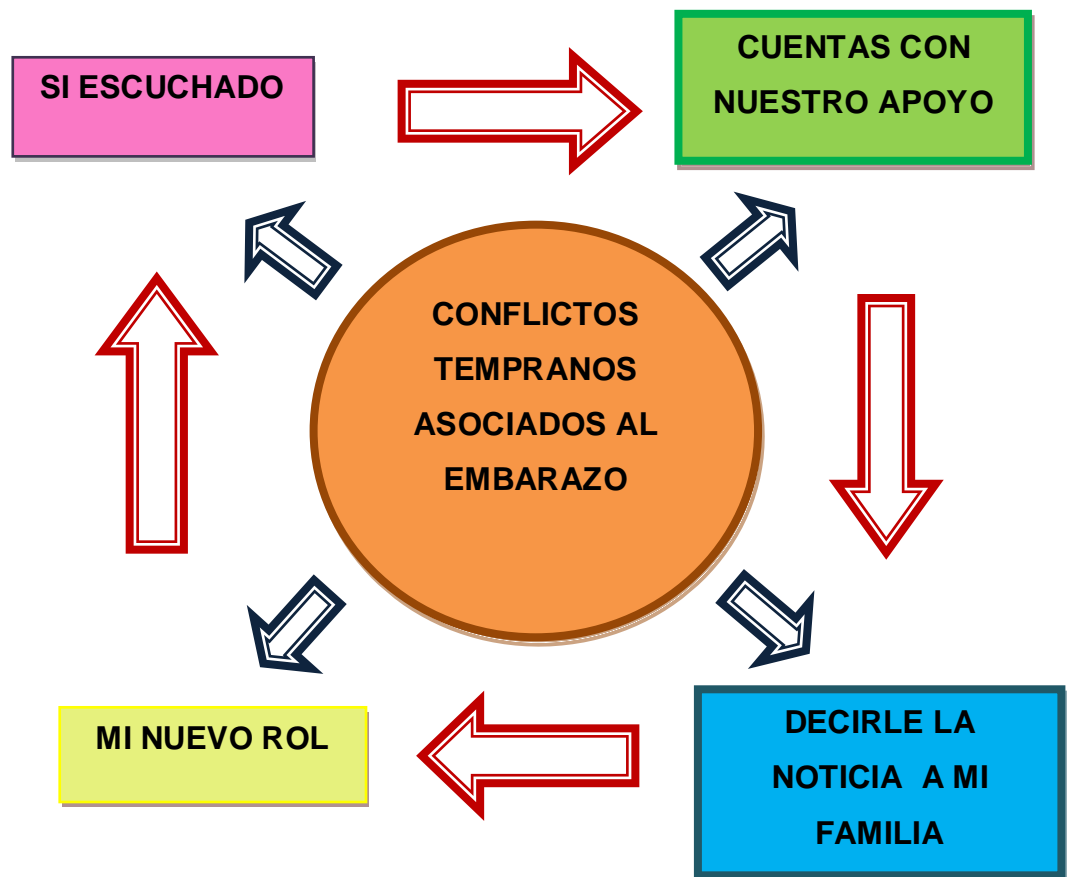 SI ESCUCHADO
CUENTAS CON
NUESTRO APOYO
CONFLICTOS
TEMPRANOS
ASOCIADOS AL
EMBARAZO
MI NUEVO ROL
DECIRLE LA
NOTICIA A MI
FAMILIA